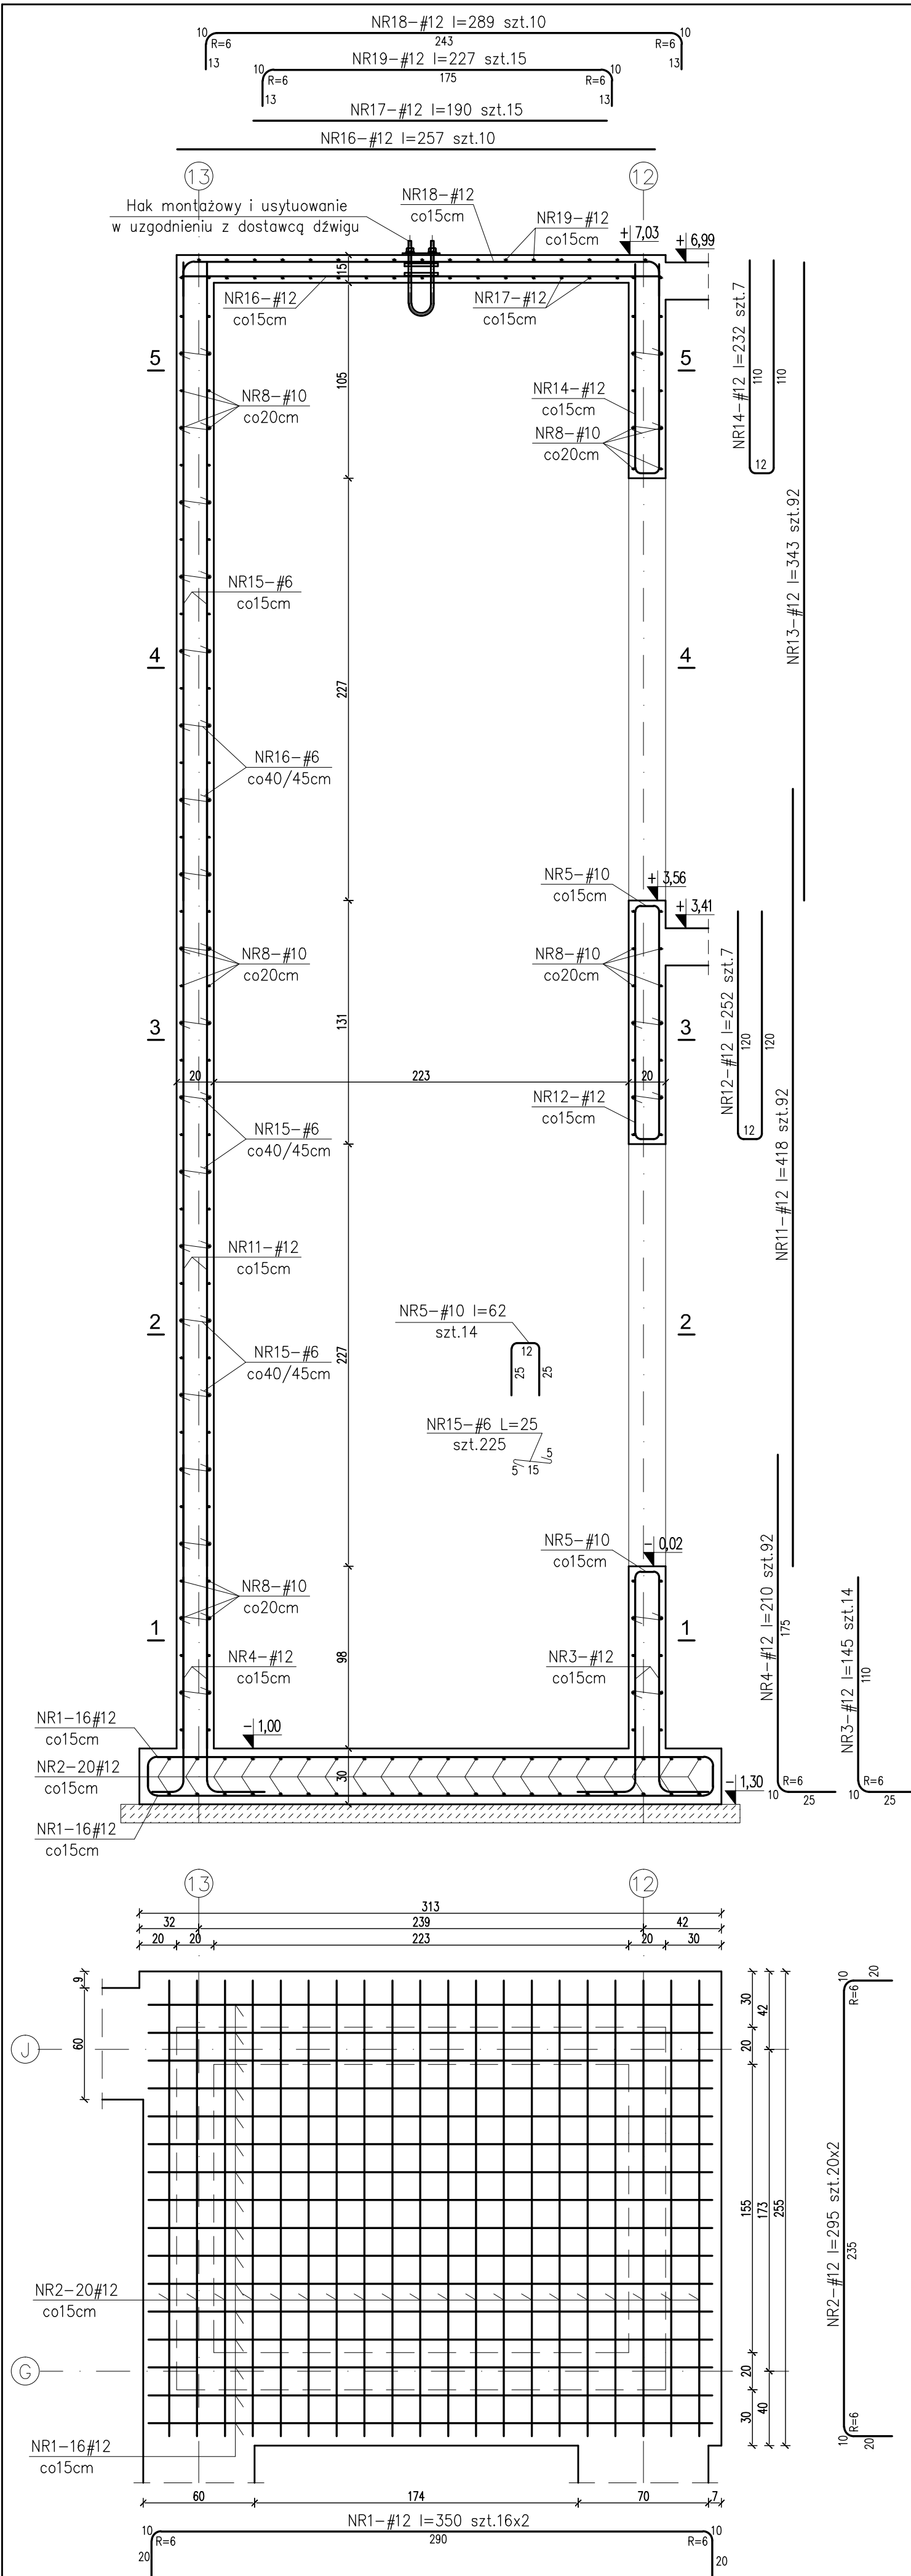 NR18-#12 l=289 szt.10
10
R=6
243
R=6
10
13
13
NR19-#12 l=227 szt.15
10
R=6
175
R=6
10
13
13
NR17-#12 l=190 szt.15
NR16-#12 l=257 szt.10
13
12
Hak montażowy i usytuowanie
w uzgodnieniu z dostawcą dźwigu
NR18-#12
co15cm
NR19-#12
co15cm
+ 7,03
+ 6,99
15
NR16-#12
co15cm
NR17-#12
co15cm
5
5
105
NR8-#10
co20cm
NR14-#12
co15cm
NR8-#10
co20cm
NR14-#12 l=232 szt.7
110
110
12
NR13-#12 l=343 szt.92
NR15-#6
co15cm
4
4
227
NR16-#6
co40/45cm
NR5-#10
co15cm
+ 3,56
+ 3,41
NR8-#10
co20cm
NR8-#10
co20cm
3
3
131
20
223
20
NR12-#12
co15cm
NR12-#12 l=252 szt.7
120
120
12
NR15-#6
co40/45cm
NR11-#12 l=418 szt.92
NR11-#12
co15cm
2
2
227
NR5-#10 l=62
szt.14
12
25
25
NR15-#6
co40/45cm
NR15-#6 L=25
szt.225
5
5
15
NR5-#10
co15cm
- 0,02
NR8-#10
co20cm
1
1
98
NR4-#12
co15cm
NR3-#12
co15cm
NR4-#12 l=210 szt.92
175
R=6
10
25
NR3-#12 l=145 szt.14
110
R=6
10
25
NR1-16#12
co15cm
- 1,00
NR2-20#12
co15cm
30
- 1,30
NR1-16#12
co15cm
13
12
313
32
239
42
20
20
223
20
30
9
60
J
30
42
20
155
173
255
20
40
30
10
20
R=6
NR2-#12 l=295 szt.20x2
235
R=6
10
20
NR2-20#12
co15cm
G
NR1-16#12
co15cm
60
174
70
7
NR1-#12 l=350 szt.16x2
10
R=6
290
R=6
10
20
20